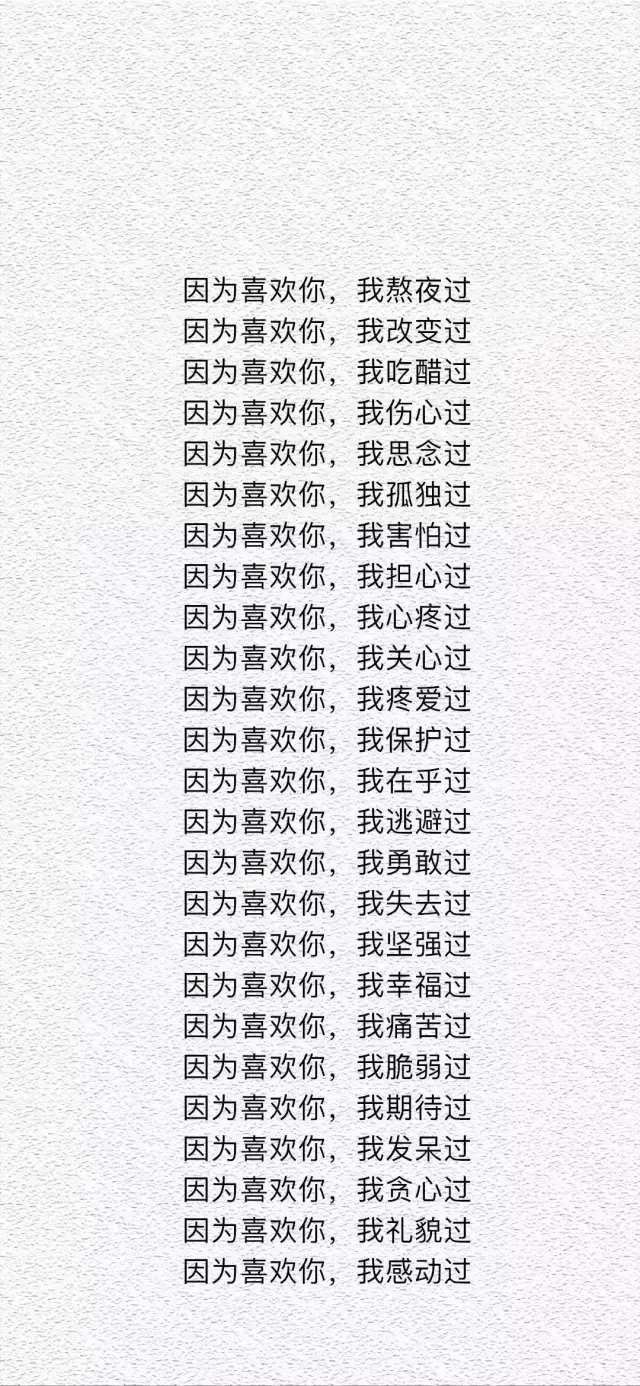 因为喜欢你，我熬夜过
因为喜欢你，我改变过
因为喜欢你，我吃醋过
因为喜欢你，我伤心过
因为喜欢你，我思念过
因为喜欢你，我孤独过
因为喜欢你，我害怕过
因为喜欢你，我担心过
因为喜欢你，我心疼过
因为喜欢你，我关心过
因为喜欢你，我疼爱过
因为喜欢你，我保护过
因为喜欢你，我在乎过
因为喜欢你，我逃避过
因为喜欢你，我勇敢过
因为喜欢你，我失去过
因为喜欢你，我坚强过
因为喜欢你，我幸福过
因为喜欢你，我痛苦过
因为喜欢你，我脆弱过
因为喜欢你，我期待过
因为喜欢你，我发呆过
因为喜欢你，我贪心过
因为喜欢你，我礼貌过
因为喜欢你，我感动过